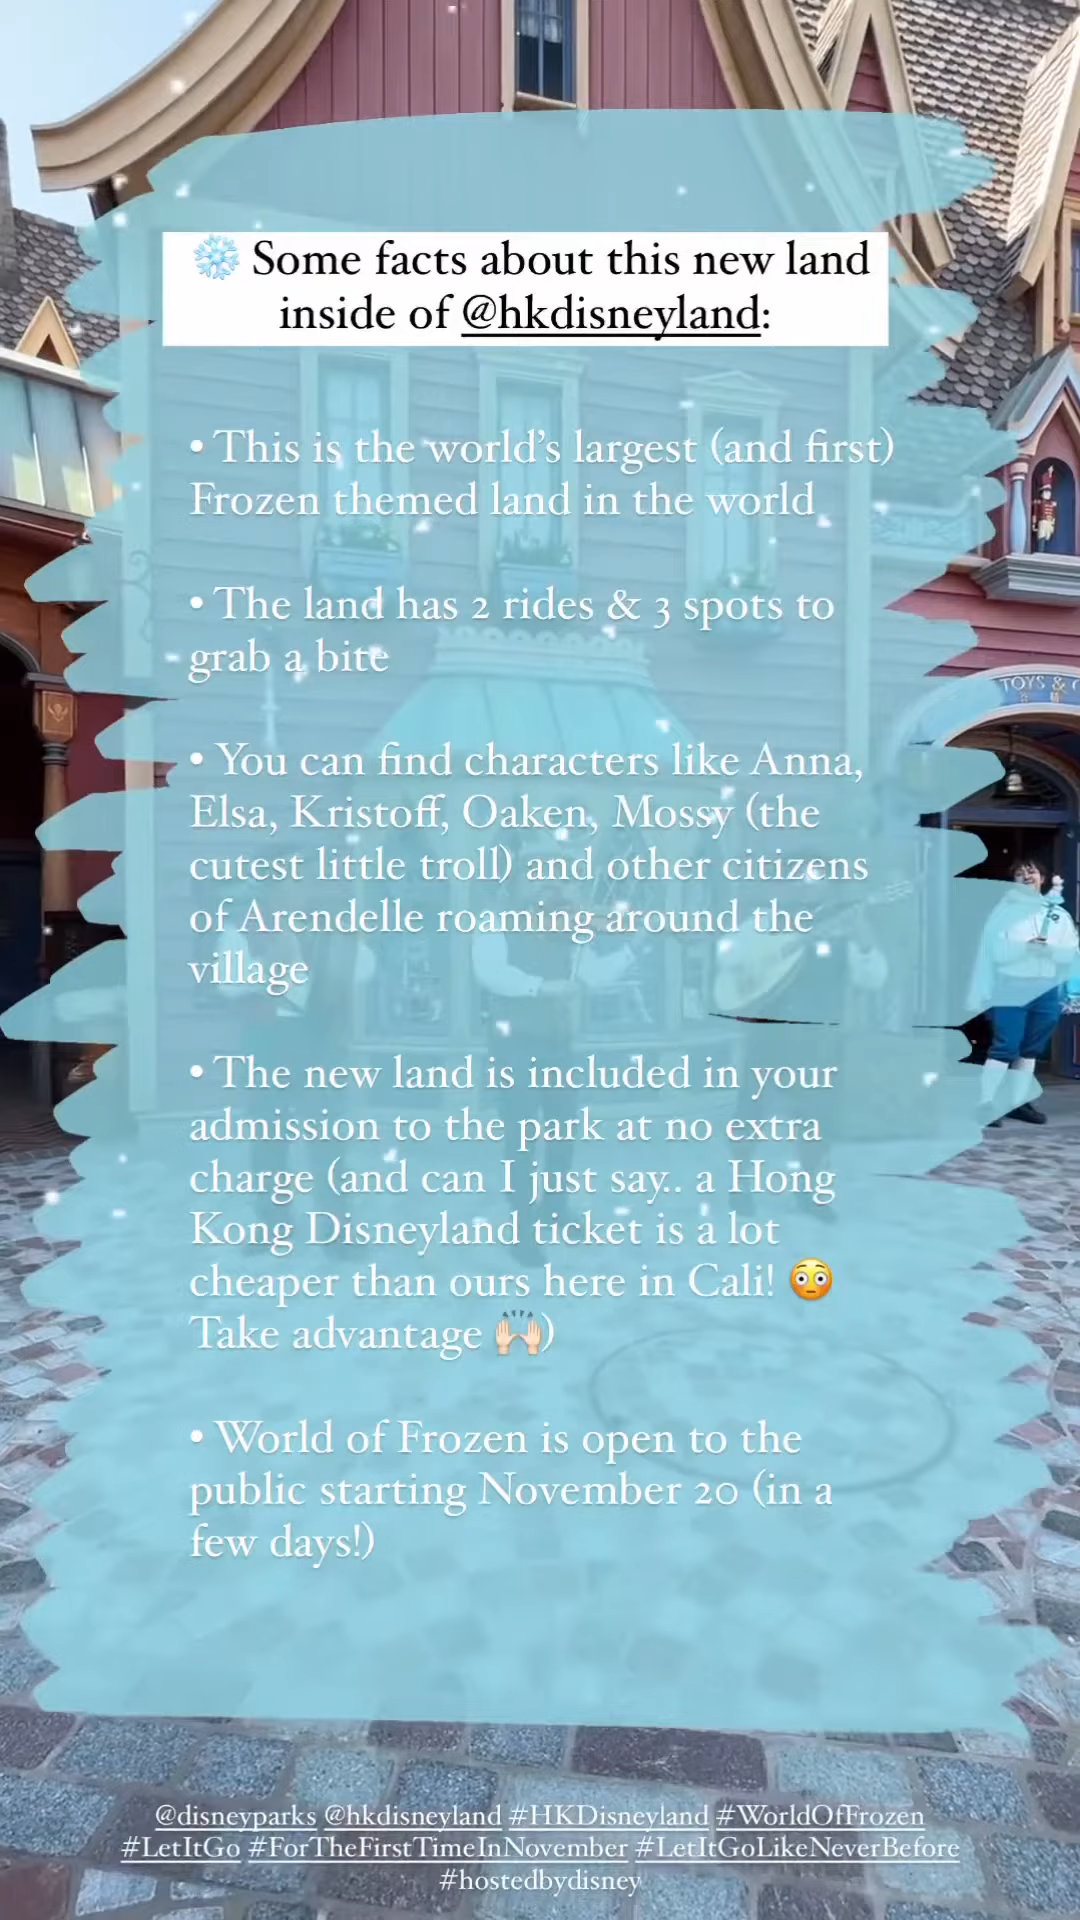 ❄️ Some facts about this new land
inside of @hkdisneyland:
• This is the world's largest (and first)
Frozen themed land in the world
• The land has 2 rides & 3 spots to
grab a bite
• You can find characters like Anna,
Elsa, Kristoff, Oaken, Mossy (the
cutest little troll) and other citizens
of Arendelle roaming around the
village
• The new land is included in your
admission to the park at no extra
charge (and can I just say.. a Hong
Kong Disneyland ticket is a lot
cheaper than ours here in Cali! 😳
Take advantage 🙌🏻)
• World of Frozen is open to the
public starting November 20 (in a
few days!)
TOYS &
@disneyparks @hkdisneyland #HKDisneyland #WorldOfFrozen
#LetItGo #ForTheFirstTimeInNovember #LetItGoLikeNeverBefore
#hostedbydisney